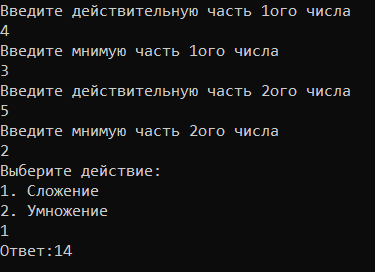 Введите действительную часть 1ого числа
4
Введите мнимую часть 1ого числа
3
Введите действительную часть 2ого числа
5
Введите мнимую часть 2ого числа
2
Выберите действие:
1. Сложение
2. Умножение
1
Ответ:14